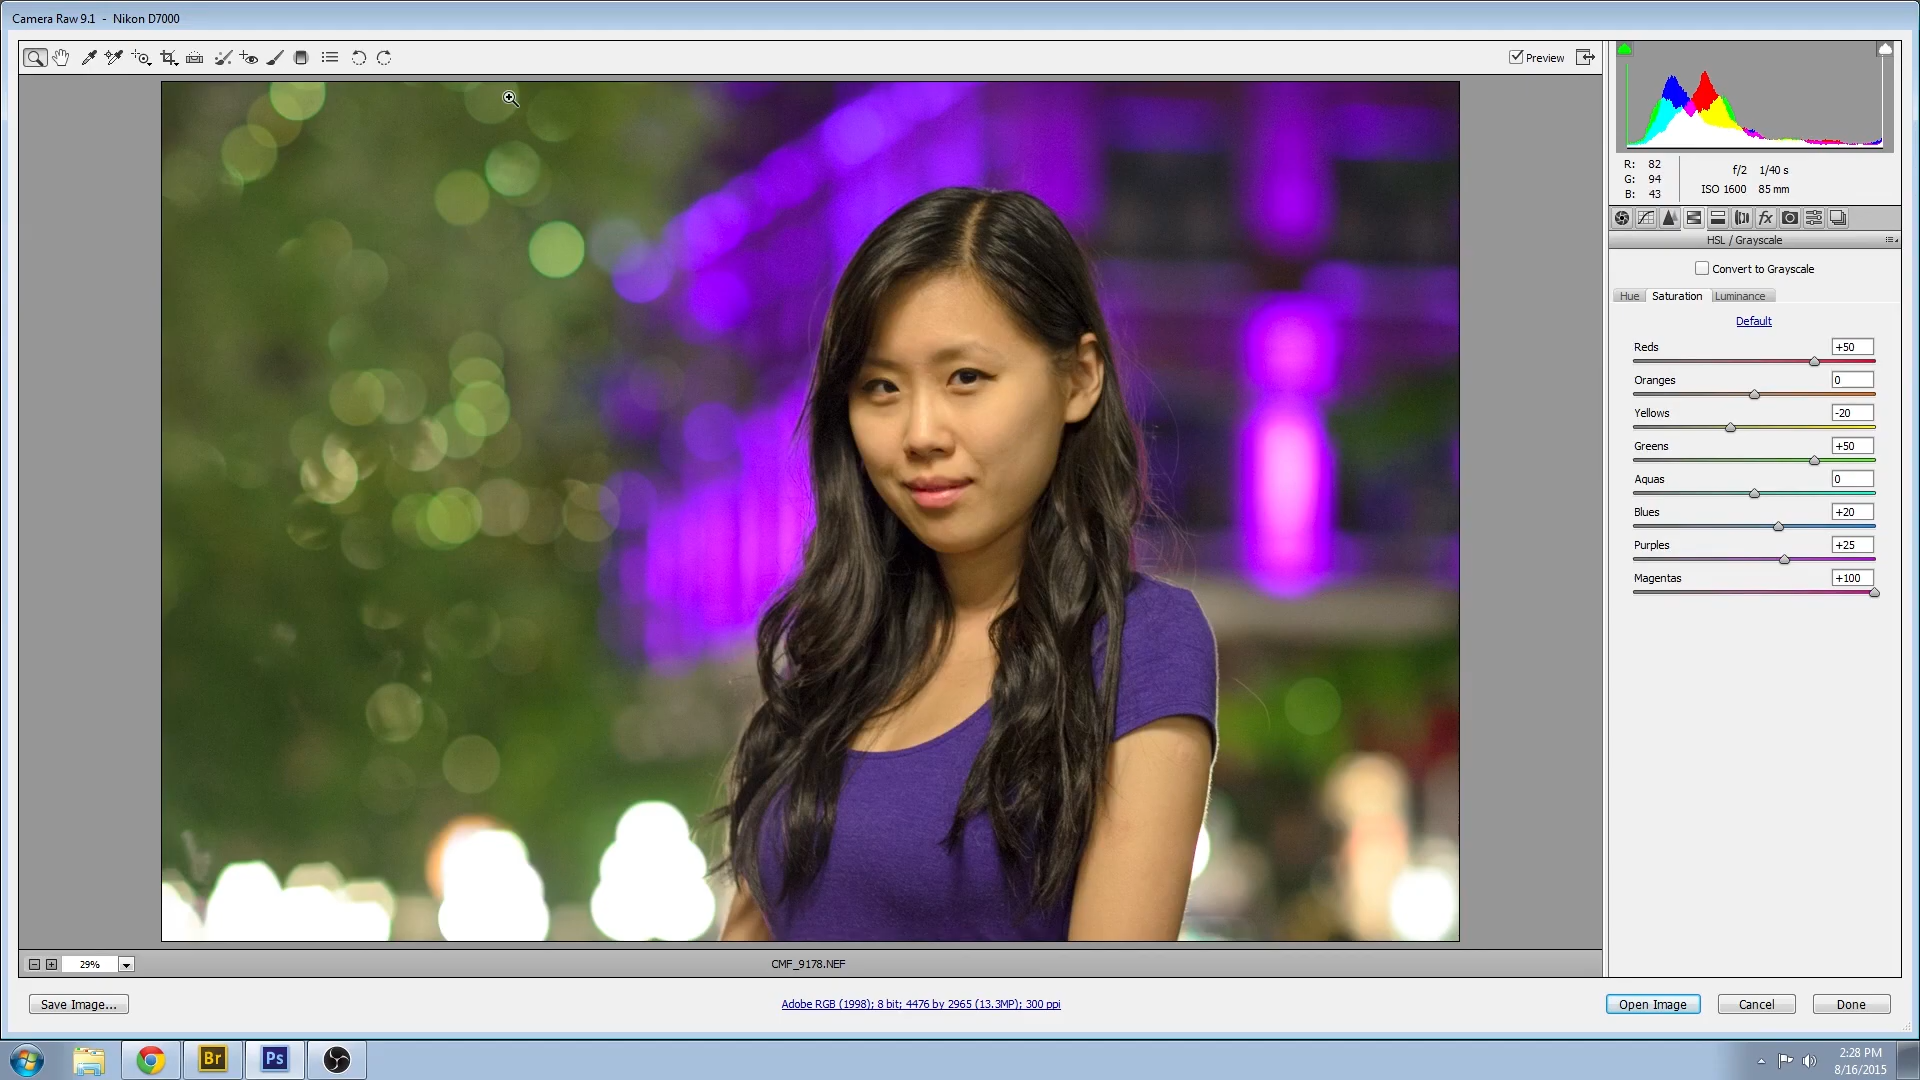 Camera Raw 9.1 - Nikon D7000
Preview
R: 82
G: 94
B: 43
f/2 1/40 s
ISO 1600 85 mm
fx
HSL / Grayscale
Convert to Grayscale
Hue Saturation Luminance
Default
Reds +50
Oranges 0
Yellows -20
Greens +50
Aquas 0
Blues +20
Purples +25
Magentas +100
29%
CMF_9178.NEF
Save Image...
Adobe RGB (1998); 8 bit; 4476 by 2965 (13.3MP); 300 ppi
Open Image Cancel Done
Br Ps
2:28 PM
8/16/2015